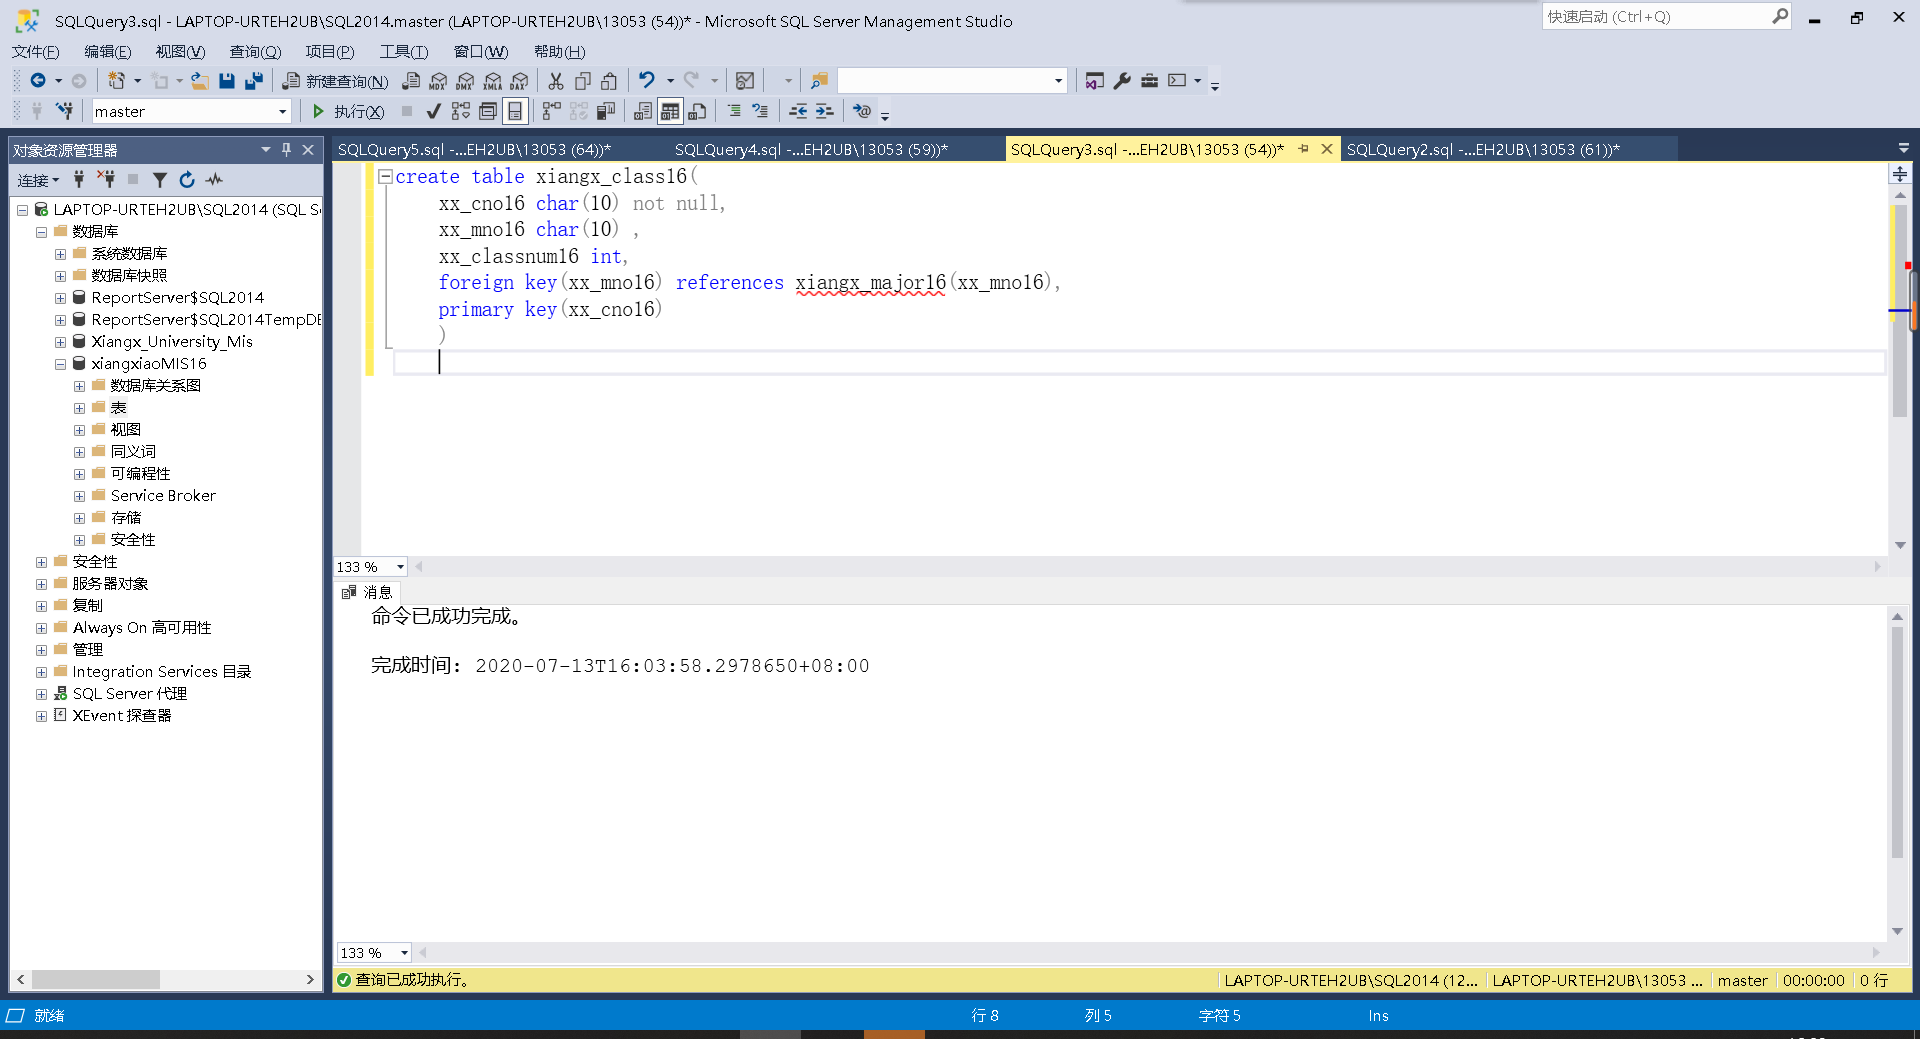 SQLQuery3.sql - LAPTOP-URTEH2UB\SQL2014.master (LAPTOP-URTEH2UB\13053 (54))* - Microsoft SQL Server Management Studio
快速启动 (Ctrl+Q)
文件(F) 编辑(E) 视图(V) 查询(Q) 项目(P) 工具(T) 窗口(W) 帮助(H)
新建查询(N)
MDX DMX XMLA DAX
master
执行(X)
对象资源管理器
连接
LAPTOP-URTEH2UB\SQL2014 (SQL S
数据库
系统数据库
数据库快照
ReportServer$SQL2014
ReportServer$SQL2014TempDE
Xiangx_University_Mis
xiangxiaoMIS16
数据库关系图
表
视图
同义词
可编程性
Service Broker
存储
安全性
安全性
服务器对象
复制
Always On 高可用性
管理
Integration Services 目录
SQL Server 代理
XEvent 探查器
SQLQuery5.sql -...EH2UB\13053 (64))* SQLQuery4.sql -...EH2UB\13053 (59))* SQLQuery3.sql -...EH2UB\13053 (54))* SQLQuery2.sql -...EH2UB\13053 (61))*
create table xiangx_class16(
xx_cno16 char(10) not null,
xx_mno16 char(10) ,
xx_classnum16 int,
foreign key(xx_mno16) references xiangx_major16(xx_mno16),
primary key(xx_cno16)
)
133 %
消息
命令已成功完成。
完成时间: 2020-07-13T16:03:58.2978650+08:00
133 %
查询已成功执行。
LAPTOP-URTEH2UB\SQL2014 (12... LAPTOP-URTEH2UB\13053 ... master 00:00:00 0 行
就绪 行 8 列 5 字符 5 Ins